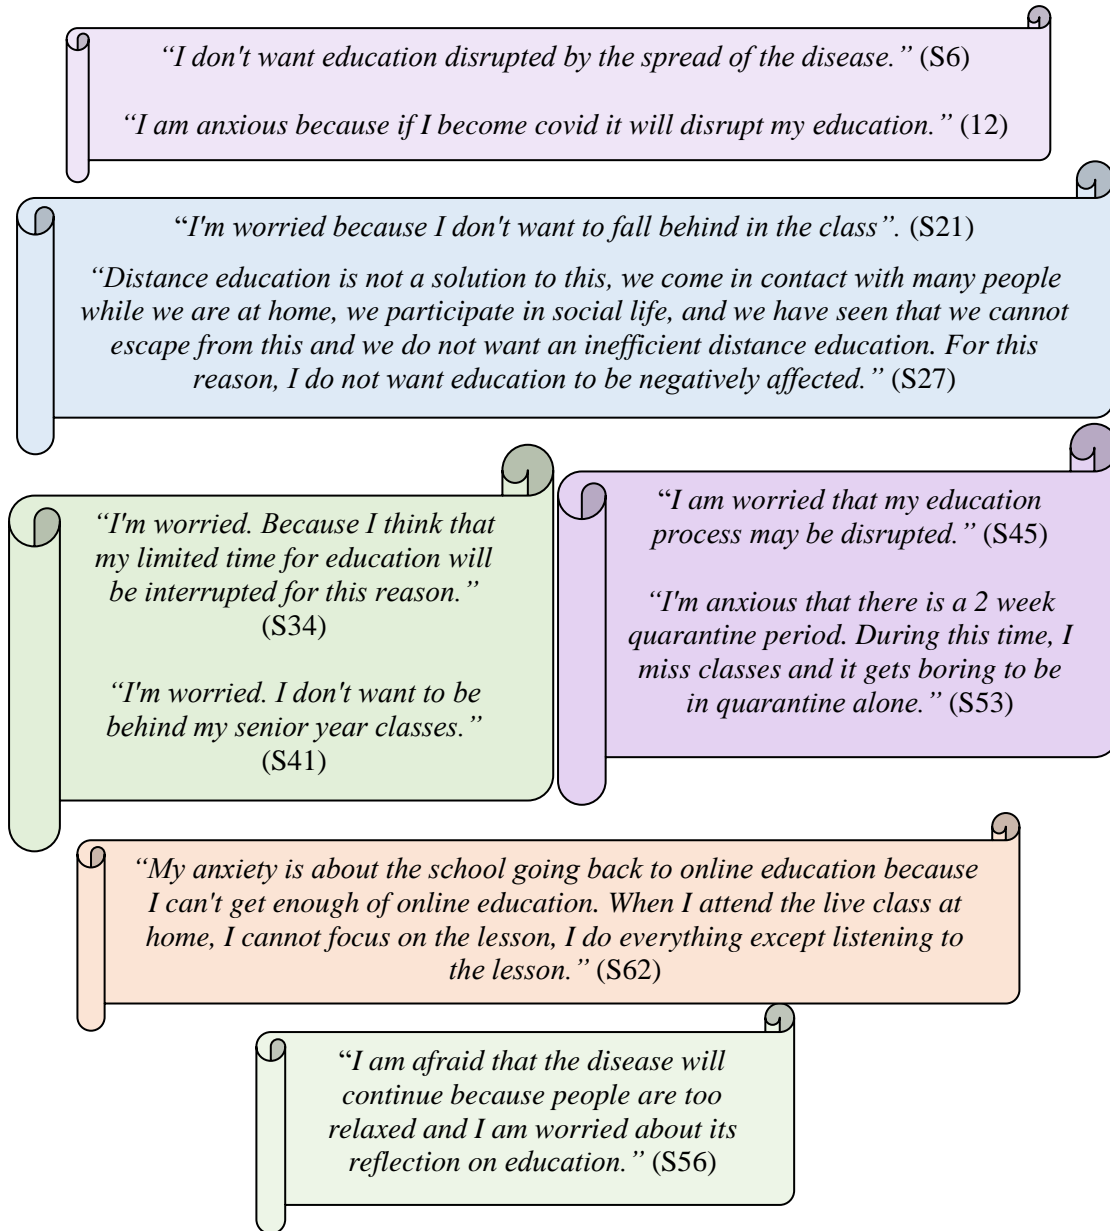 “I don't want education disrupted by the spread of the disease.” (S6)
“I am anxious because if I become covid it will disrupt my education.” (12)
“I'm worried because I don't want to fall behind in the class”. (S21)
“Distance education is not a solution to this, we come in contact with many people
while we are at home, we participate in social life, and we have seen that we cannot
escape from this and we do not want an inefficient distance education. For this
reason, I do not want education to be negatively affected.” (S27)
“I'm worried. Because I think that
my limited time for education will
be interrupted for this reason.”
(S34)
“I'm worried. I don't want to be
behind my senior year classes.”
(S41)
“I am worried that my education
process may be disrupted.” (S45)
“I'm anxious that there is a 2 week
quarantine period. During this time, I
miss classes and it gets boring to be
in quarantine alone.” (S53)
“My anxiety is about the school going back to online education because
I can't get enough of online education. When I attend the live class at
home, I cannot focus on the lesson, I do everything except listening to
the lesson.” (S62)
“I am afraid that the disease will
continue because people are too
relaxed and I am worried about its
reflection on education.” (S56)